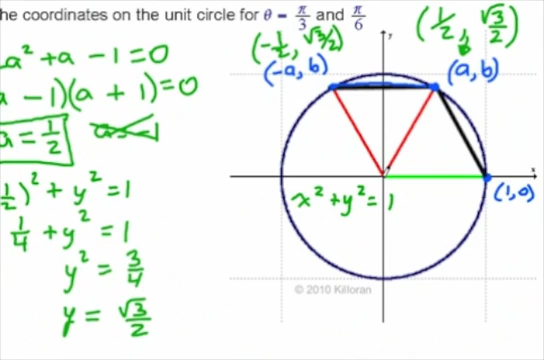 he coordinates on the unit circle for θ = π/3 and π/6
(-1/2, √3/2)
(1/2, √3/2)
(-a, b)
(a, b)
y
a² + a - 1 = 0
- 1)(a + 1) = 0
a = 1/2
1/2)² + y² = 1
1/4 + y² = 1
y² = 3/4
y = √3/2
x² + y² = 1
x
(1,0)
© 2010 Killoran